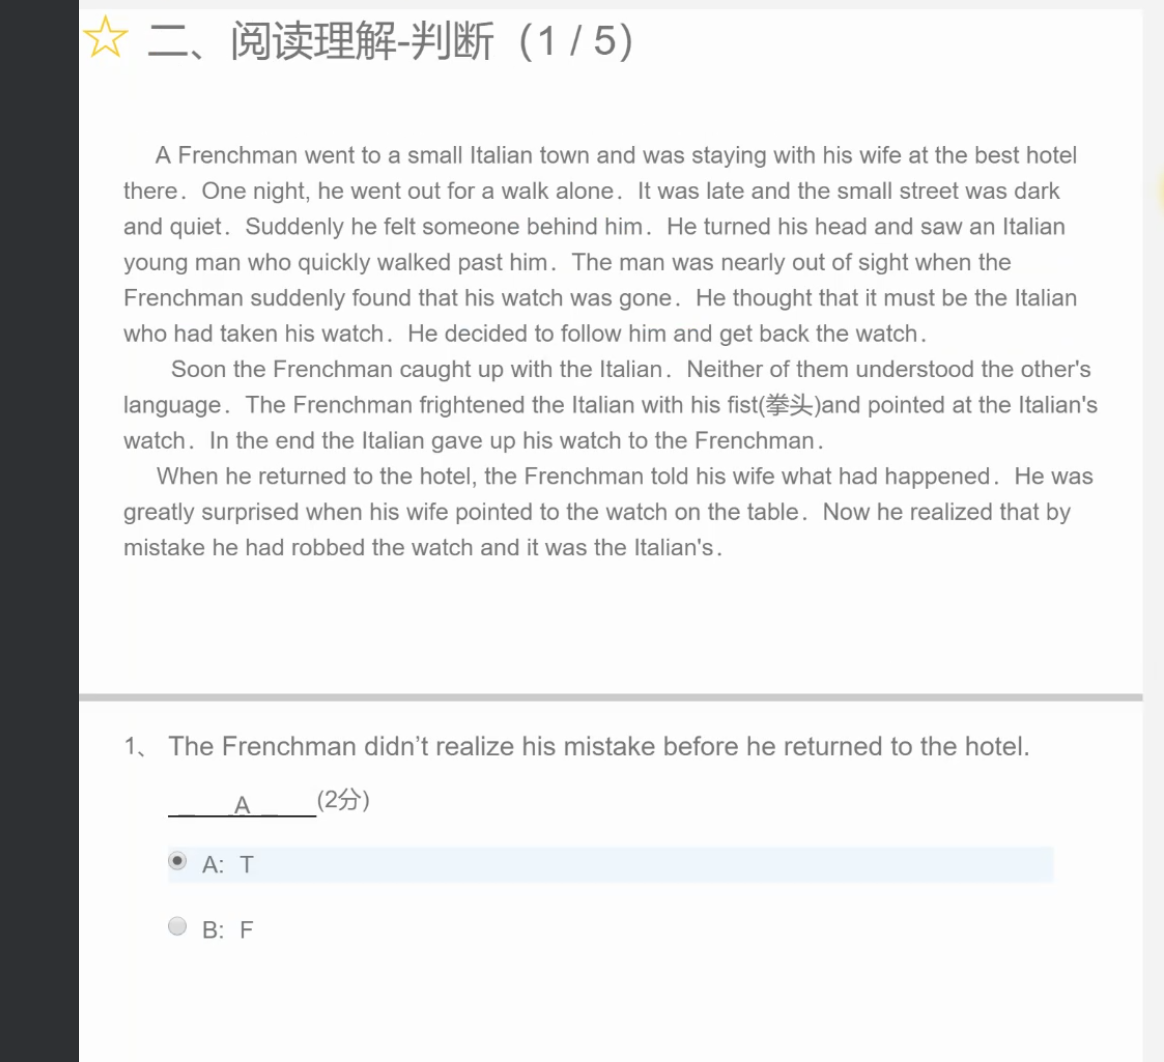 二、阅读理解-判断（1 / 5）
A Frenchman went to a small Italian town and was staying with his wife at the best hotel
there．One night, he went out for a walk alone．It was late and the small street was dark
and quiet．Suddenly he felt someone behind him．He turned his head and saw an Italian
young man who quickly walked past him．The man was nearly out of sight when the
Frenchman suddenly found that his watch was gone．He thought that it must be the Italian
who had taken his watch．He decided to follow him and get back the watch．
Soon the Frenchman caught up with the Italian．Neither of them understood the other's
language．The Frenchman frightened the Italian with his fist(拳头)and pointed at the Italian's
watch．In the end the Italian gave up his watch to the Frenchman．
When he returned to the hotel, the Frenchman told his wife what had happened．He was
greatly surprised when his wife pointed to the watch on the table．Now he realized that by
mistake he had robbed the watch and it was the Italian's．
1、 The Frenchman didn’t realize his mistake before he returned to the hotel.
____A____(2分)
A: T
B: F